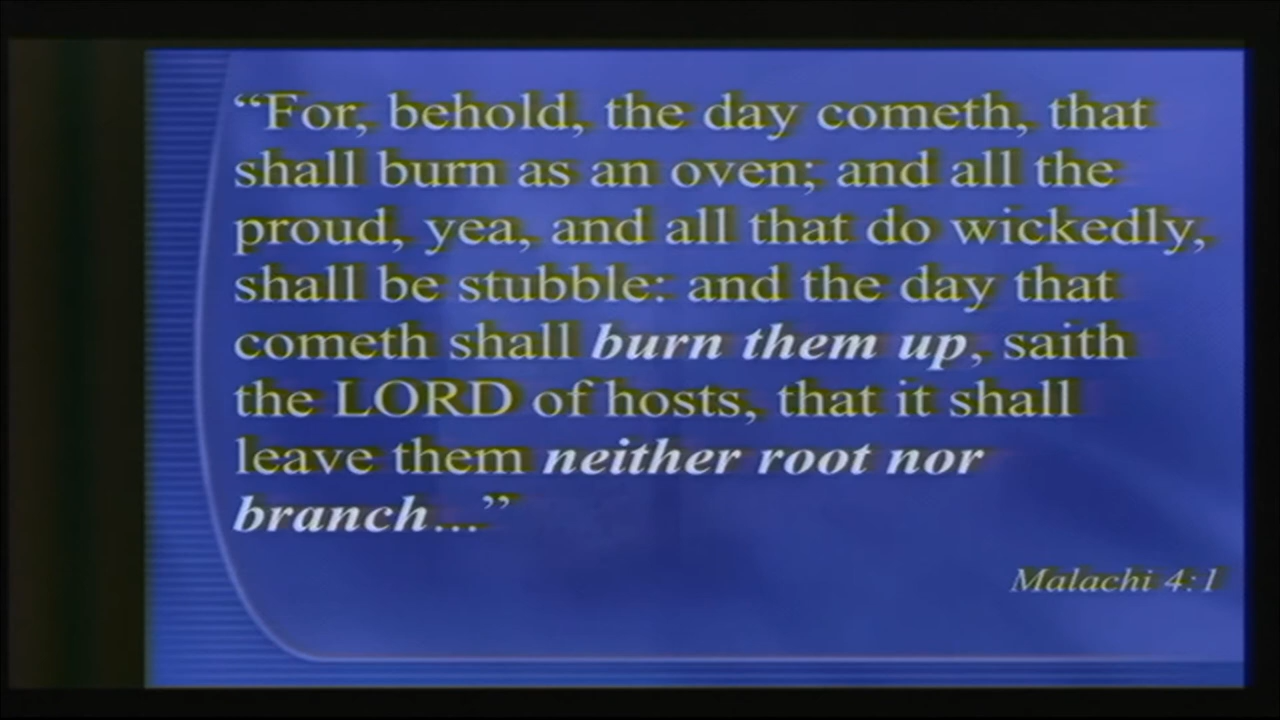 “For, behold, the day cometh, that
shall burn as an oven; and all the
proud, yea, and all that do wickedly,
shall be stubble: and the day that
cometh shall burn them up, saith
the LORD of hosts, that it shall
leave them neither root nor
branch...”
Malachi 4:1